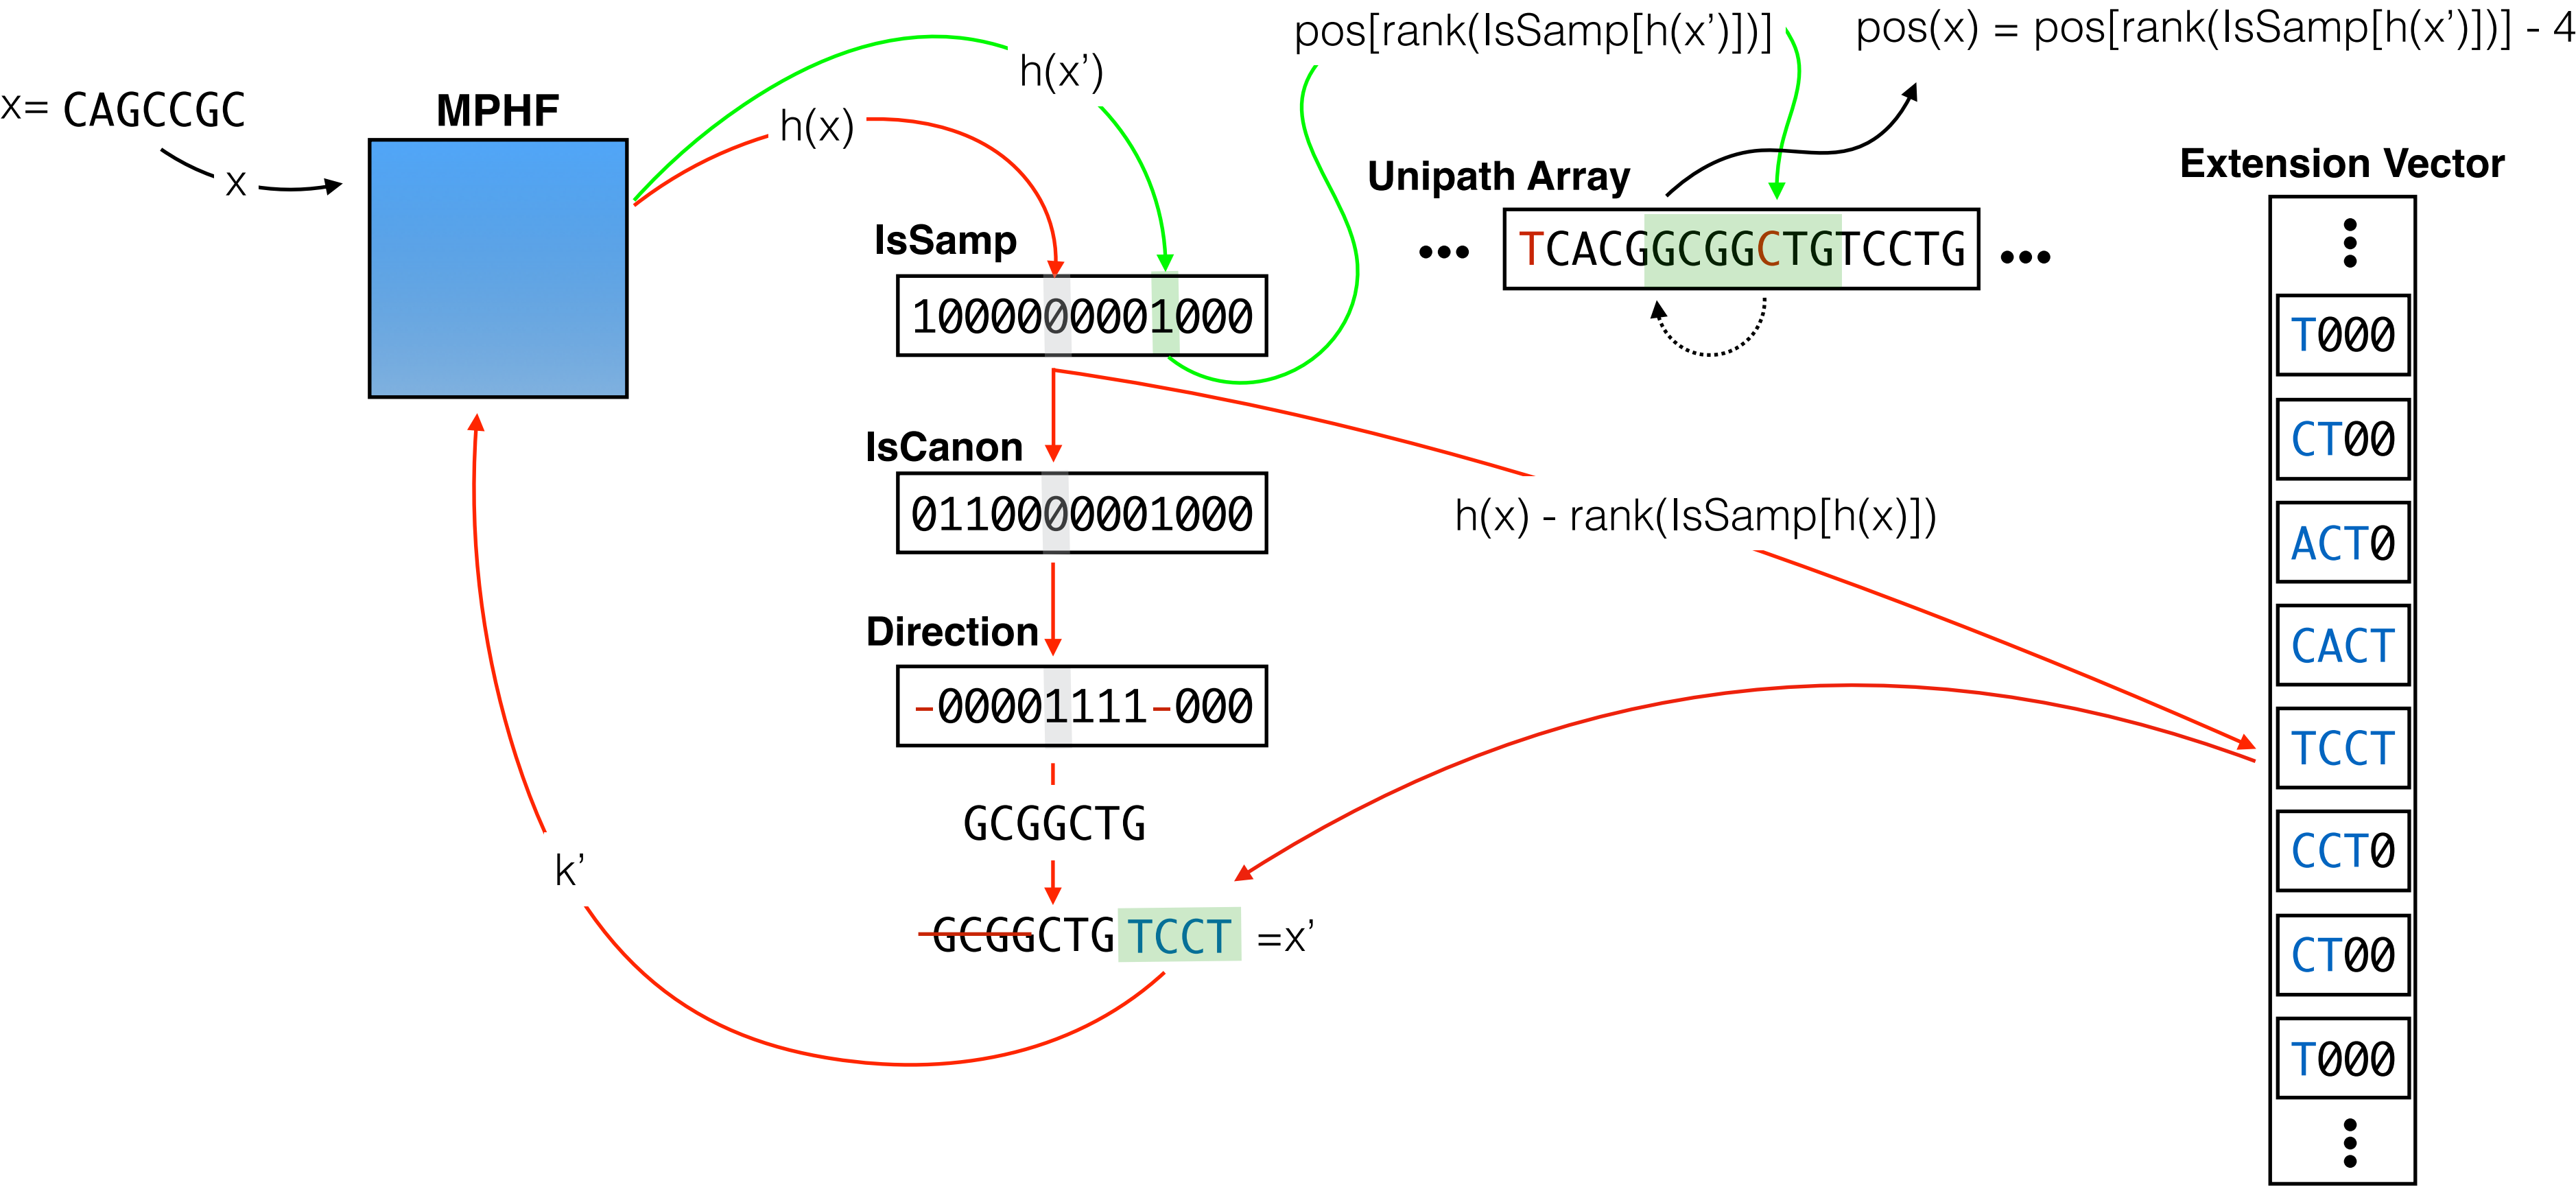 pos[rank(IsSamp[h(x')])]
pos(x) = pos[rank(IsSamp[h(x')])] - 4
h(x')
x= CAGCCGC
MPHF
h(x)
x
Unipath Array
Extension Vector
IsSamp
••• TCACGGCGGCTGTCCTG •••
1000000001000
T000
CT00
IsCanon
0110000001000
h(x) - rank(IsSamp[h(x)])
ACT0
Direction
CACT
-00001111-000
TCCT
GCGGCTG
CCT0
k'
GCGGCTG TCCT =x'
CT00
T000